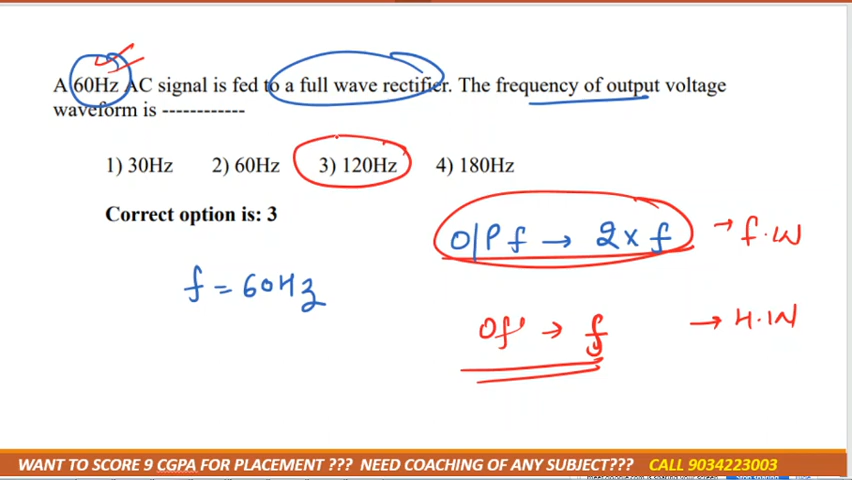 A 60Hz AC signal is fed to a full wave rectifier. The frequency of output voltage
waveform is ------------
1) 30Hz 2) 60Hz 3) 120Hz 4) 180Hz
Correct option is: 3
O/P f → 2 x f → f.W
f = 60Hz
→ f → H.W
WANT TO SCORE 9 CGPA FOR PLACEMENT ??? NEED COACHING OF ANY SUBJECT??? CALL 9034223003